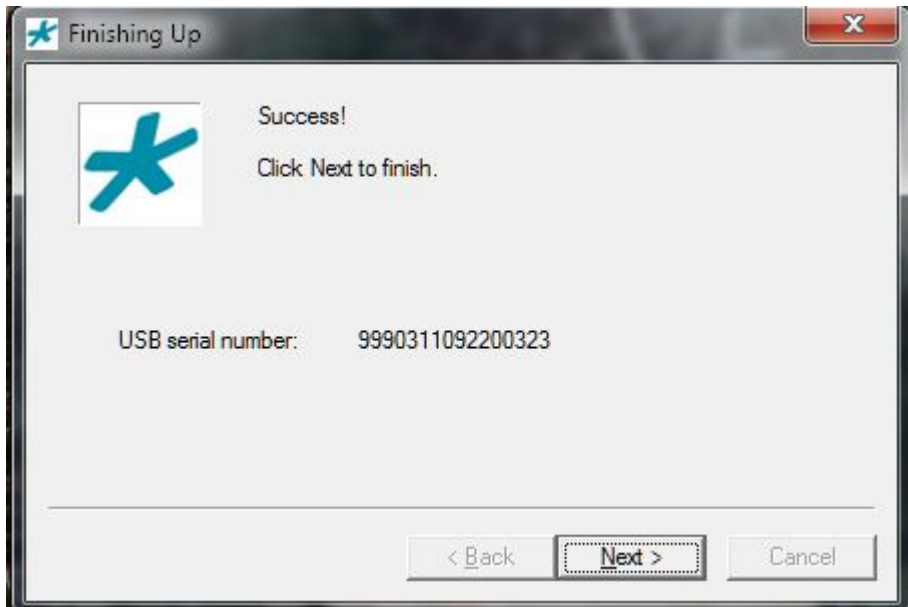 Finishing Up
Success!
Click Next to finish.
USB serial number: 9990311092200323
< Back Next > Cancel